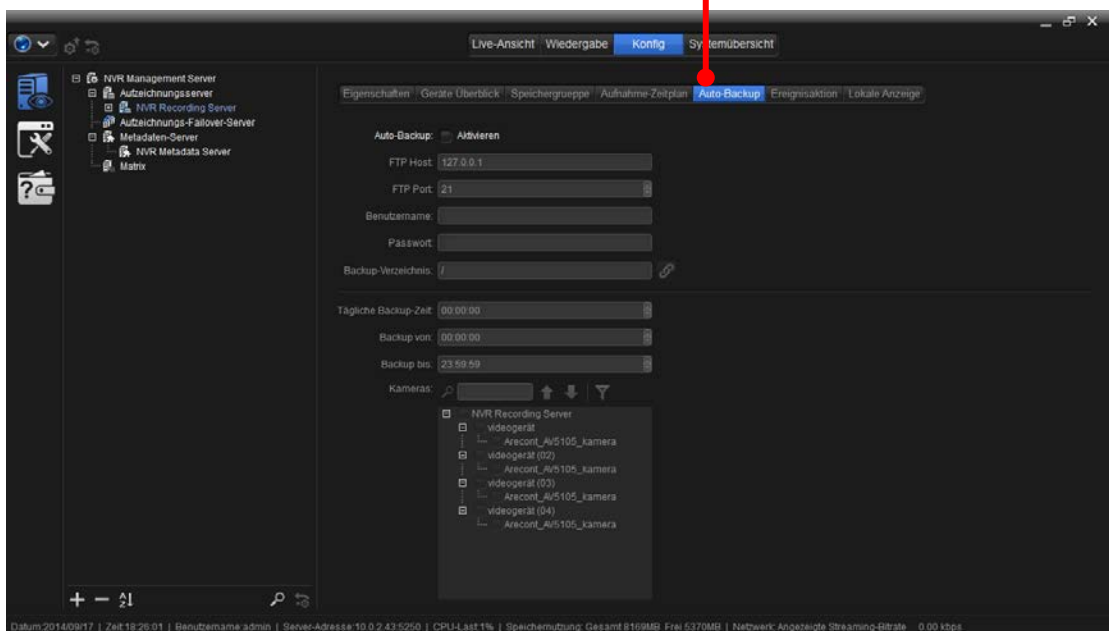 Live-Ansicht Wiedergabe Konfig Systemübersicht
NVR Management Server
Aufzeichnungsserver
NVR Recording Server
Aufzeichnungs-Failover-Server
Metadaten-Server
NVR Metadata Server
Matrix
Eigenschaften Geräte Überblick Speichergrueppe Aufnahme-Zeitplan Auto-Backup Ereignisaktion Lokale Anzeige
Auto-Backup: Aktivieren
FTP Host: 127.0.0.1
FTP Port: 21
Benutzername:
Passwort:
Backup-Verzeichnis: /
Tägliche Backup-Zeit: 00:00:00
Backup von: 00:00:00
Backup bis: 23:59:59
Kameras:
NVR Recording Server
videogerät
Arecont_AV5105_kamera
videogerät (02)
Arecont_AV5105_kamera
videogerät (03)
Arecont_AV5105_kamera
videogerät (04)
Arecont_AV5105_kamera
Datum:2014/09/17 | Zeit:18:26:01 | Benutzername:admin | Server-Adresse:10.0.2.43:5250 | CPU-Last:1% | Speichernutzung: Gesamt 8169MB Frei 5370MB | Netzwerk: Angezeigte Streaming-Bitrate 0.00 kbps